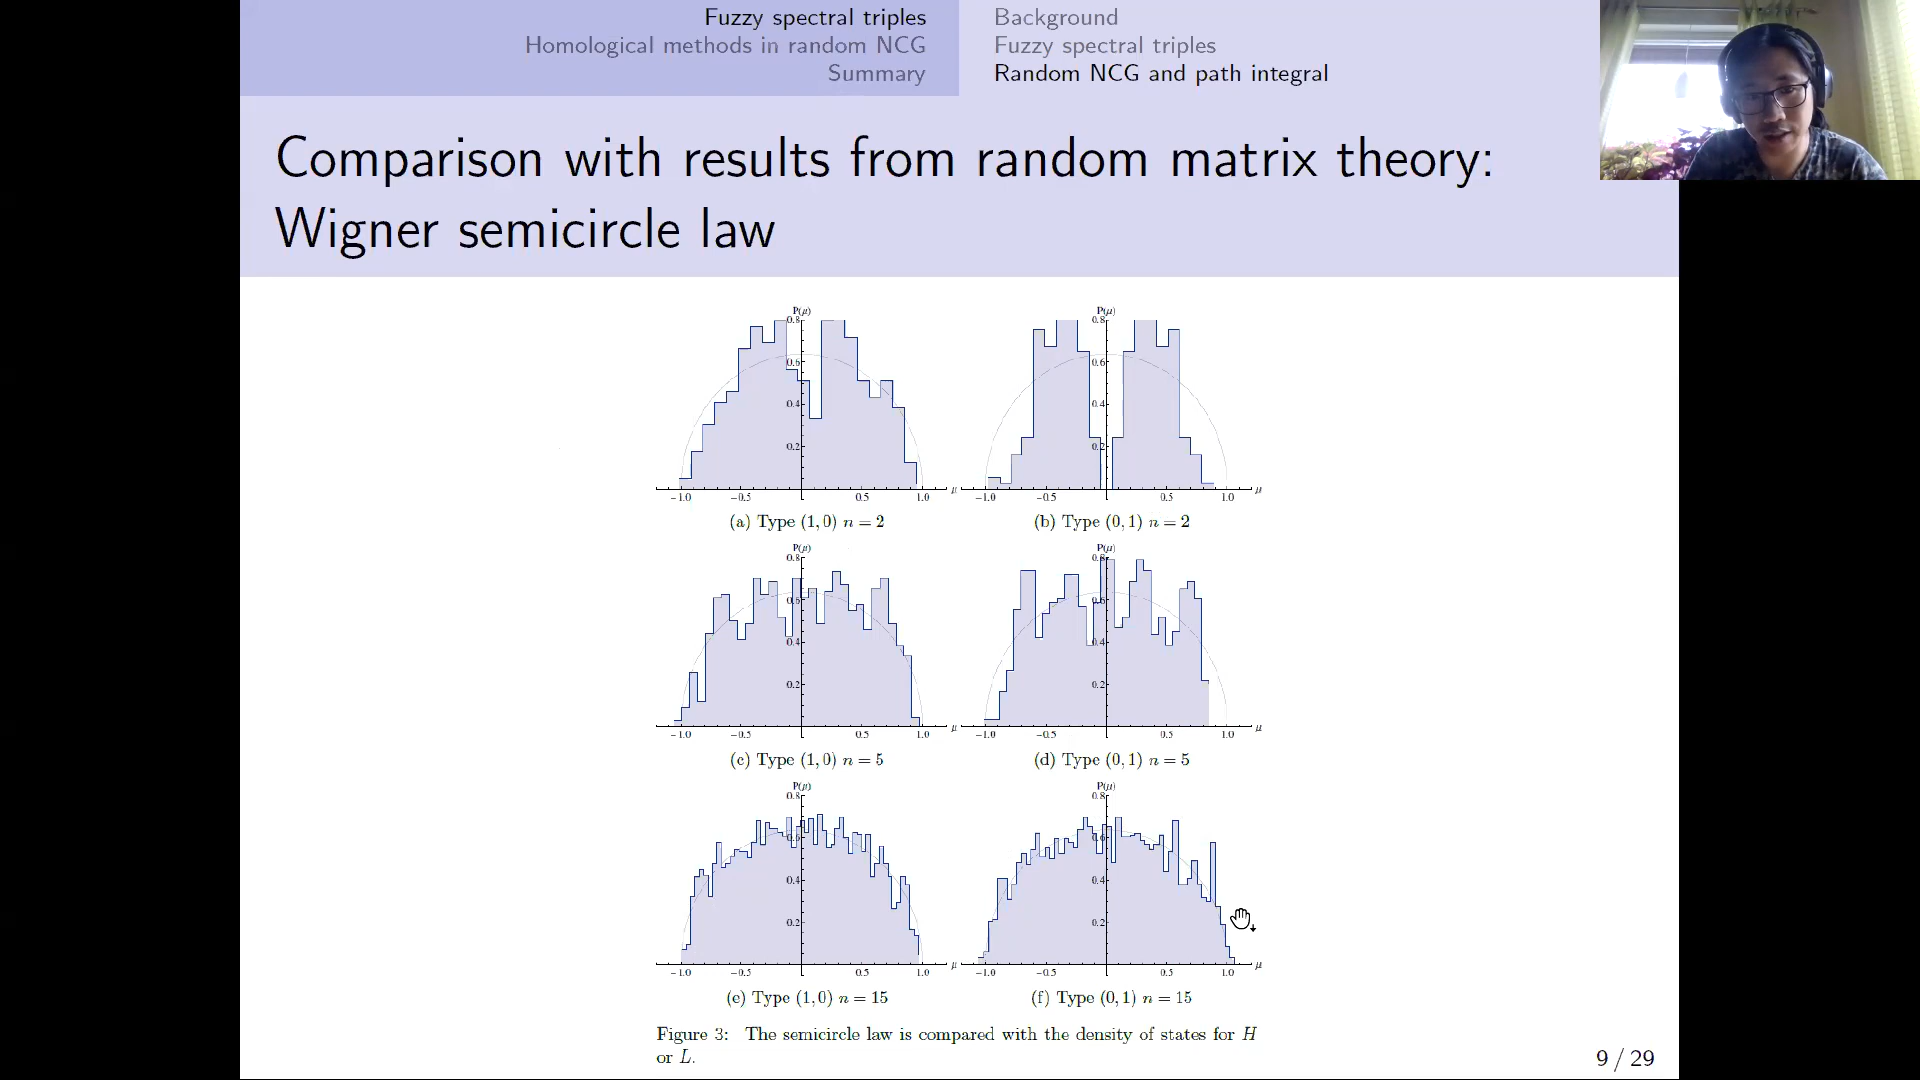 Fuzzy spectral triples
Homological methods in random NCG
Summary
Background
Fuzzy spectral triples
Random NCG and path integral
Comparison with results from random matrix theory:
Wigner semicircle law
P(μ)
0.8
0.6
0.4
0.2
−1.0 −0.5 0.5 1.0 μ
(a) Type (1, 0) n = 2
P(μ)
0.8
0.6
0.4
0.2
−1.0 −0.5 0.5 1.0 μ
(b) Type (0, 1) n = 2
P(μ)
0.8
0.6
0.4
0.2
−1.0 −0.5 0.5 1.0 μ
(c) Type (1, 0) n = 5
P(μ)
0.8
0.6
0.4
0.2
−1.0 −0.5 0.5 1.0 μ
(d) Type (0, 1) n = 5
P(μ)
0.8
0.6
0.4
0.2
−1.0 −0.5 0.5 1.0 μ
(e) Type (1, 0) n = 15
P(μ)
0.8
0.6
0.4
0.2
−1.0 −0.5 0.5 1.0 μ
(f) Type (0, 1) n = 15
Figure 3: The semicircle law is compared with the density of states for H
or L.
9 / 29